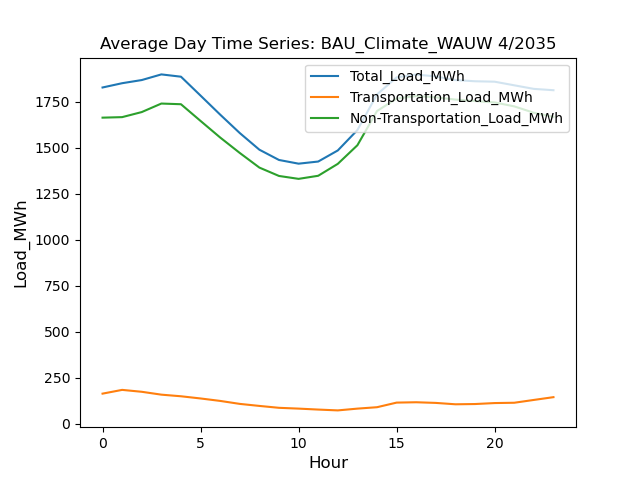 Average Day Time Series: BAU_Climate_WAUW 4/2035
Total_Load_MWh
Transportation_Load_MWh
Non-Transportation_Load_MWh
Load_MWh
1750
1500
1250
1000
750
500
250
0
0 5 10 15 20
Hour